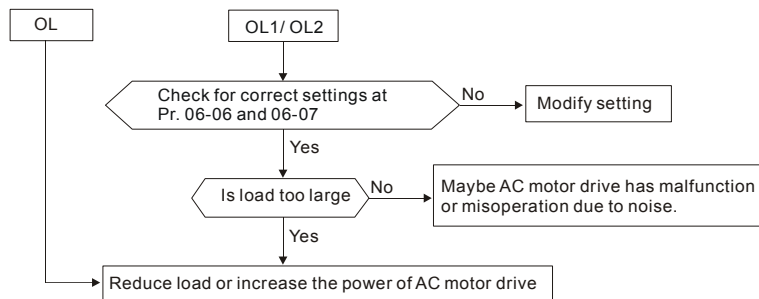 OL
OL1/ OL2
Check for correct settings at
Pr. 06-06 and 06-07
No
Modify setting
Yes
Is load too large
No
Maybe AC motor drive has malfunction
or misoperation due to noise.
Yes
Reduce load or increase the power of AC motor drive